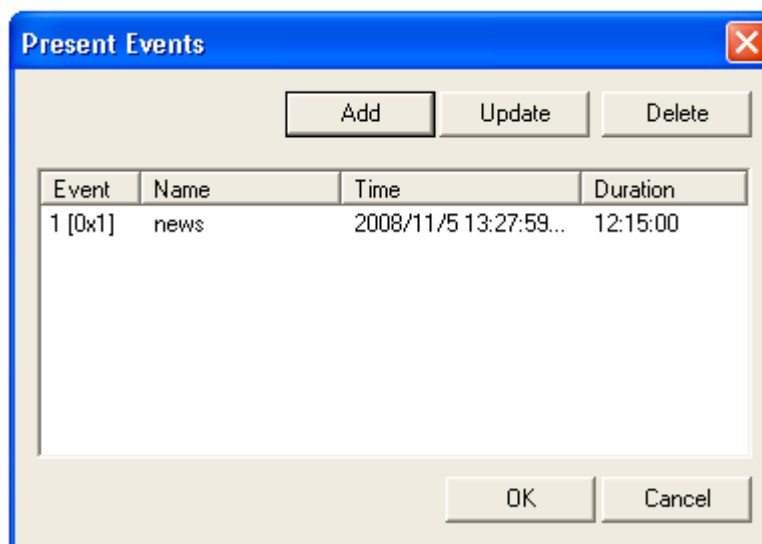 Present Events
Add Update Delete
Event Name Time Duration
1 [0x1] news 2008/11/5 13:27:59... 12:15:00
OK Cancel